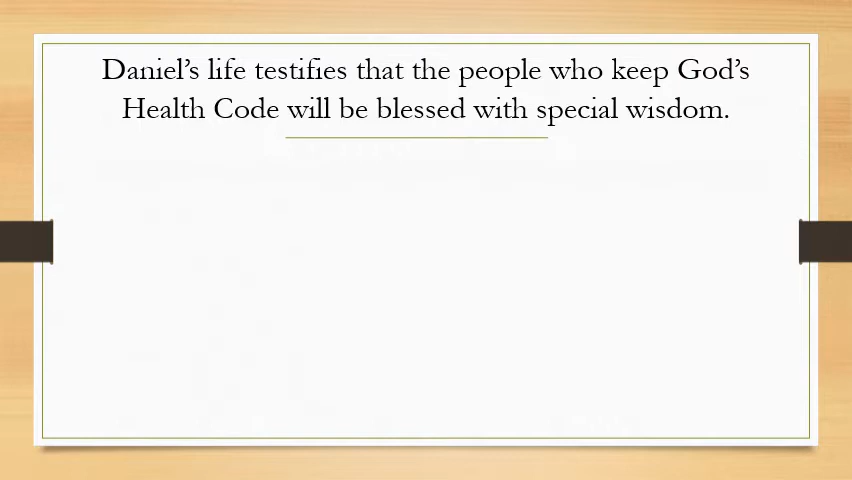 Daniel’s life testifies that the people who keep God’s
Health Code will be blessed with special wisdom.